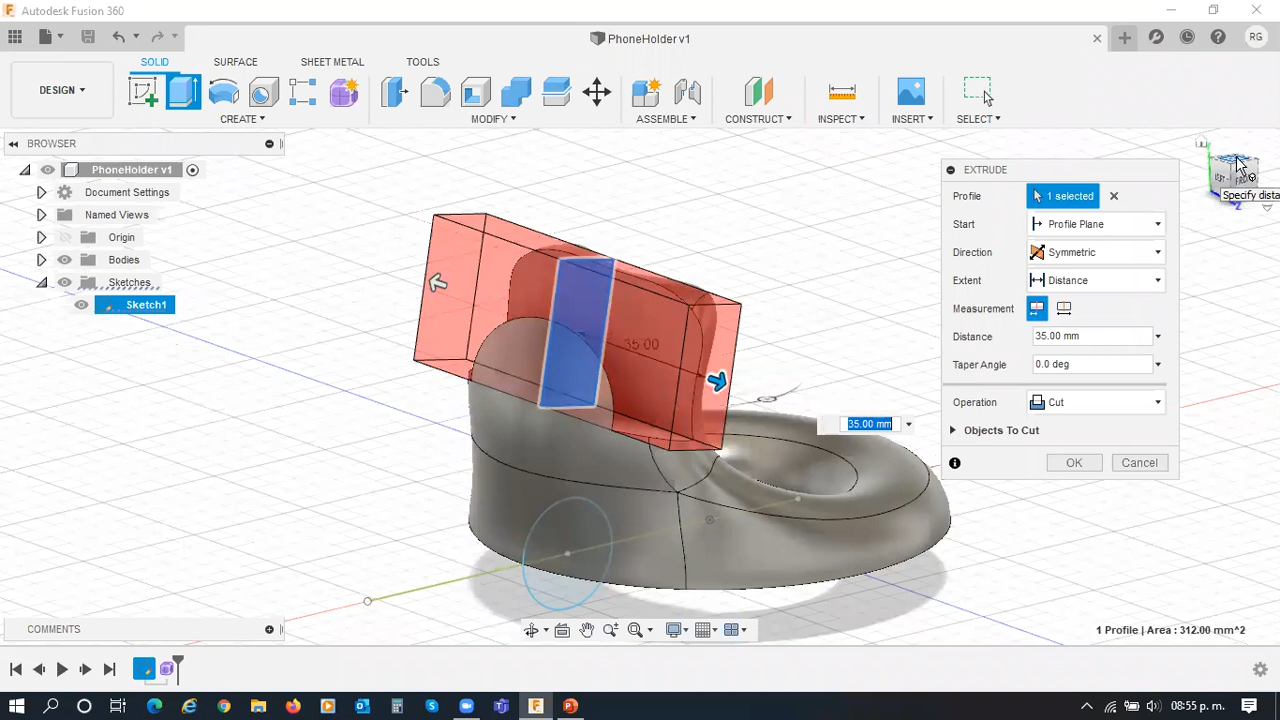 Autodesk Fusion 360
PhoneHolder v1
RG
DESIGN
SOLID
SURFACE
SHEET METAL
TOOLS
CREATE
MODIFY
ASSEMBLE
CONSTRUCT
INSPECT
INSERT
SELECT
BROWSER
PhoneHolder v1
Document Settings
Named Views
Origin
Bodies
Sketches
Sketch1
35.00
35.00 mm
Specify dista
EXTRUDE
Profile 1 selected
Start Profile Plane
Direction Symmetric
Extent Distance
Measurement
Distance 35.00 mm
Taper Angle 0.0 deg
Operation Cut
Objects To Cut
OK Cancel
COMMENTS
1 Profile | Area : 312.00 mm^2
08:55 p. m.